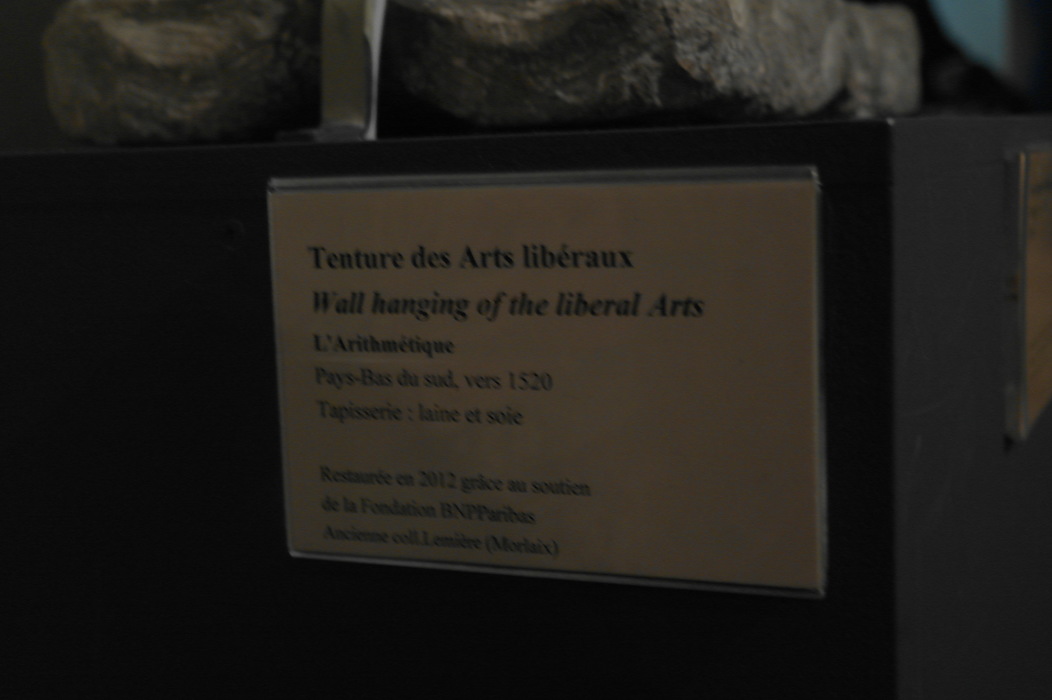 Tenture des Arts libéraux
Wall hanging of the liberal Arts
L'Arithmétique
Pays-Bas du sud, vers 1520
Tapisserie : laine et soie
Restaurée en 2012 grâce au soutien
de la Fondation BNPParibas
Ancienne coll.Lemière (Morlaix)